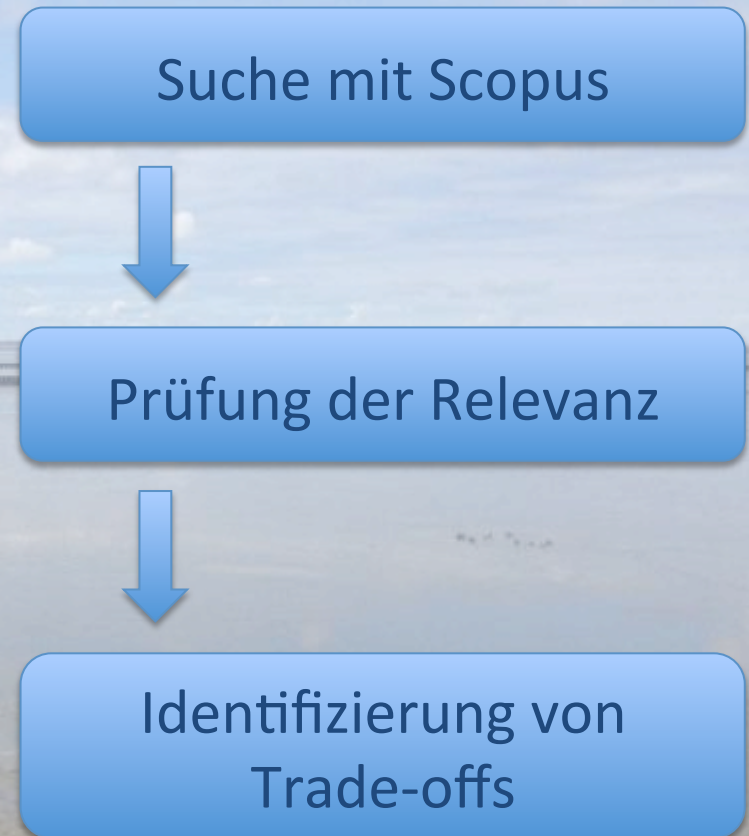 Suche mit Scopus
Prüfung der Relevanz
Identifizierung von
Trade-offs